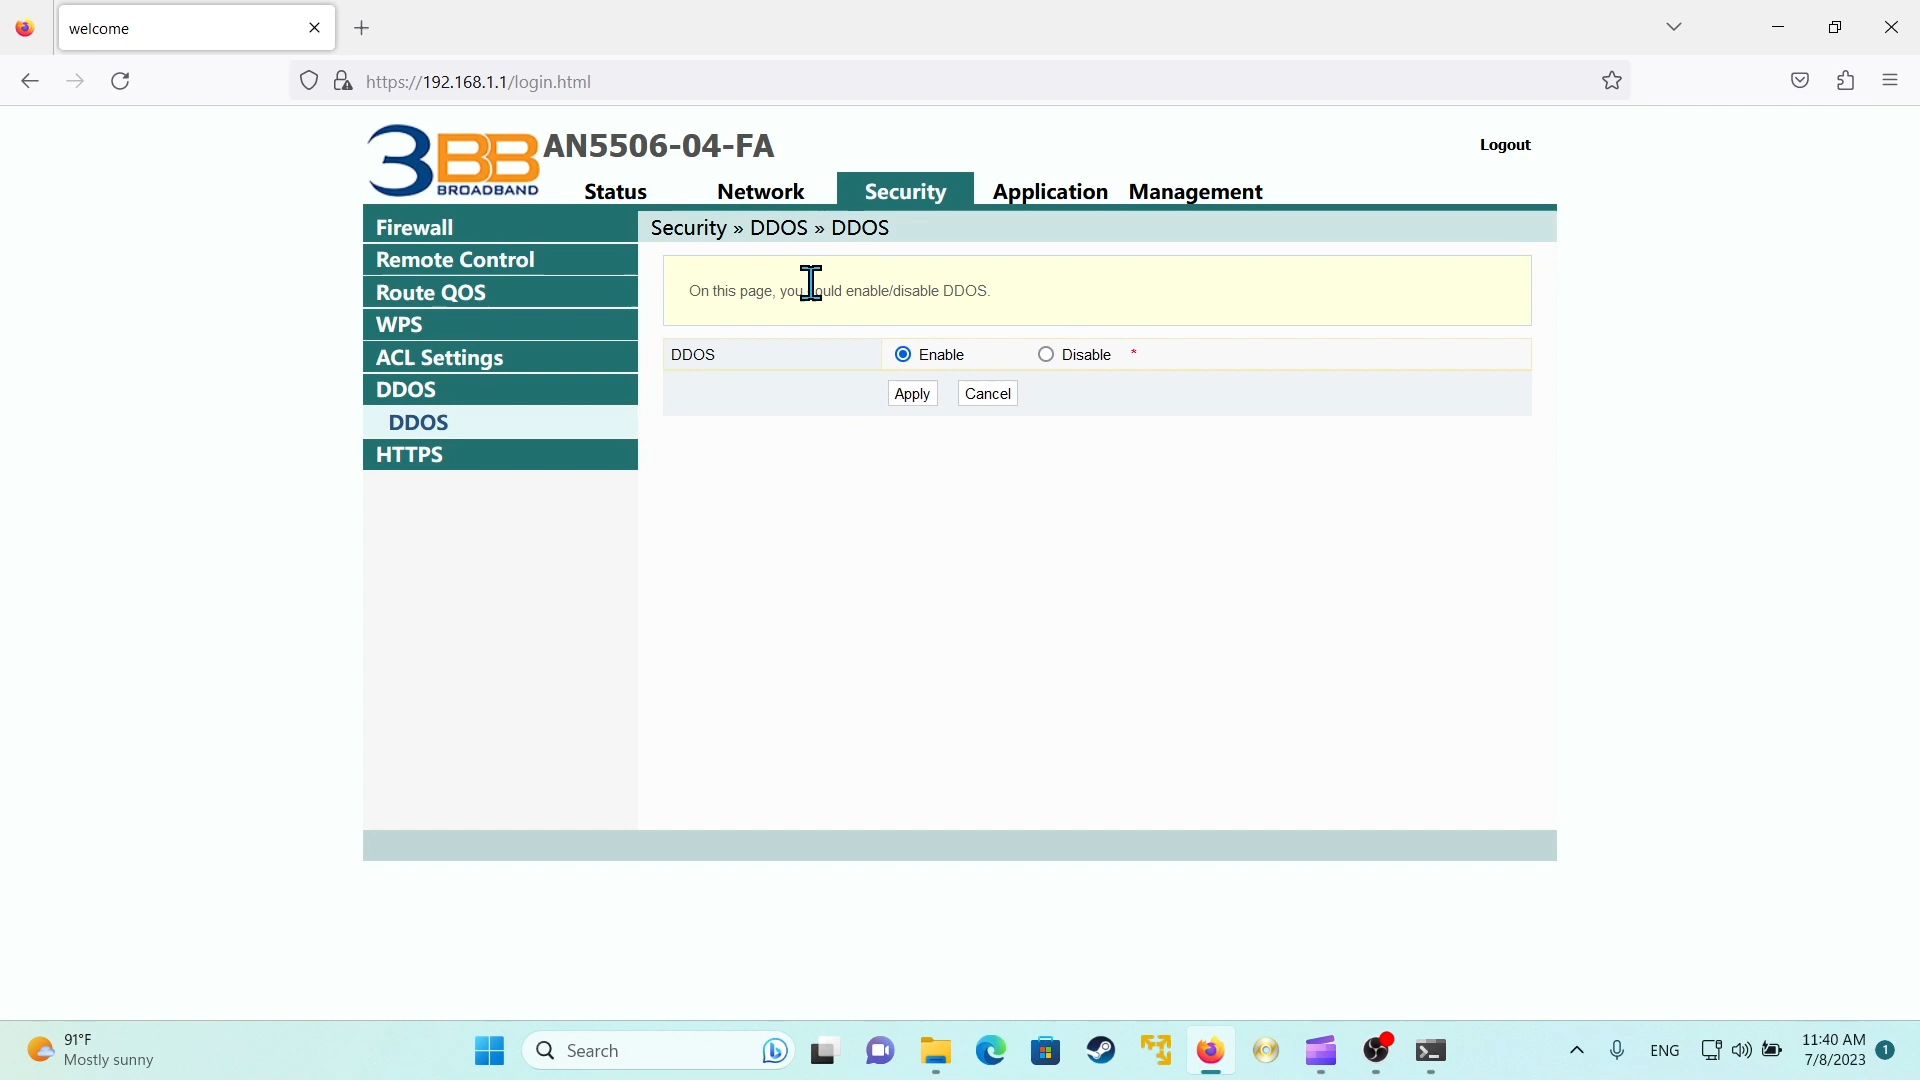 welcome
https://192.168.1.1/login.html
3BB BROADBAND
AN5506-04-FA
Logout
Status Network Security Application Management
Firewall
Remote Control
Route QOS
WPS
ACL Settings
DDOS
DDOS
HTTPS
Security » DDOS » DDOS
On this page, you could enable/disable DDOS.
DDOS Enable Disable *
Apply Cancel
91°F
Mostly sunny
Search
ENG
11:40 AM
7/8/2023
1